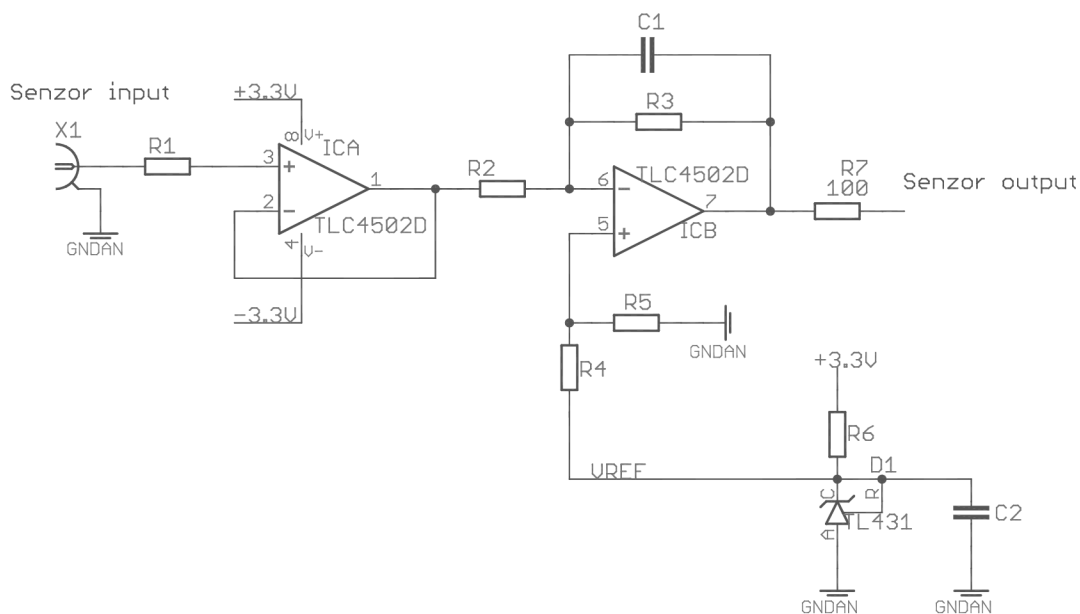 C1
Senzor input
+3.3V
R3
X1
8
V+
ICA
R1
3
+
1
R2
6
-
TLC4502D
R7
100
Senzor output
2
-
TLC4502D
7
5
+
ICB
GNDAN
4
V-
-3.3V
R5
GNDAN
R4
+3.3V
R6
VREF
D1
C
R
TL431
A
C2
GNDAN
GNDAN